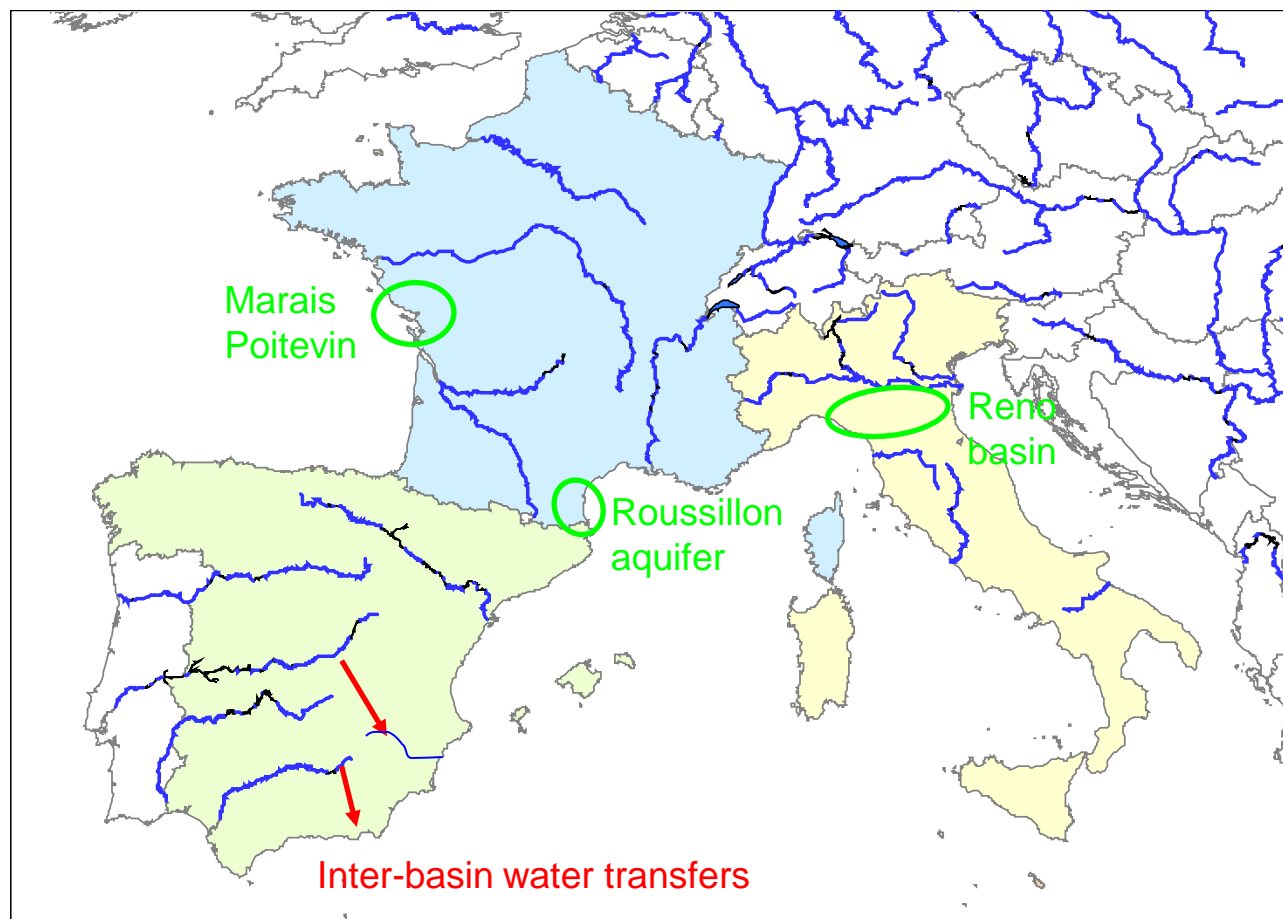 Marais
Poitevin
Reno
basin
Roussillon
aquifer
Inter-basin water transfers